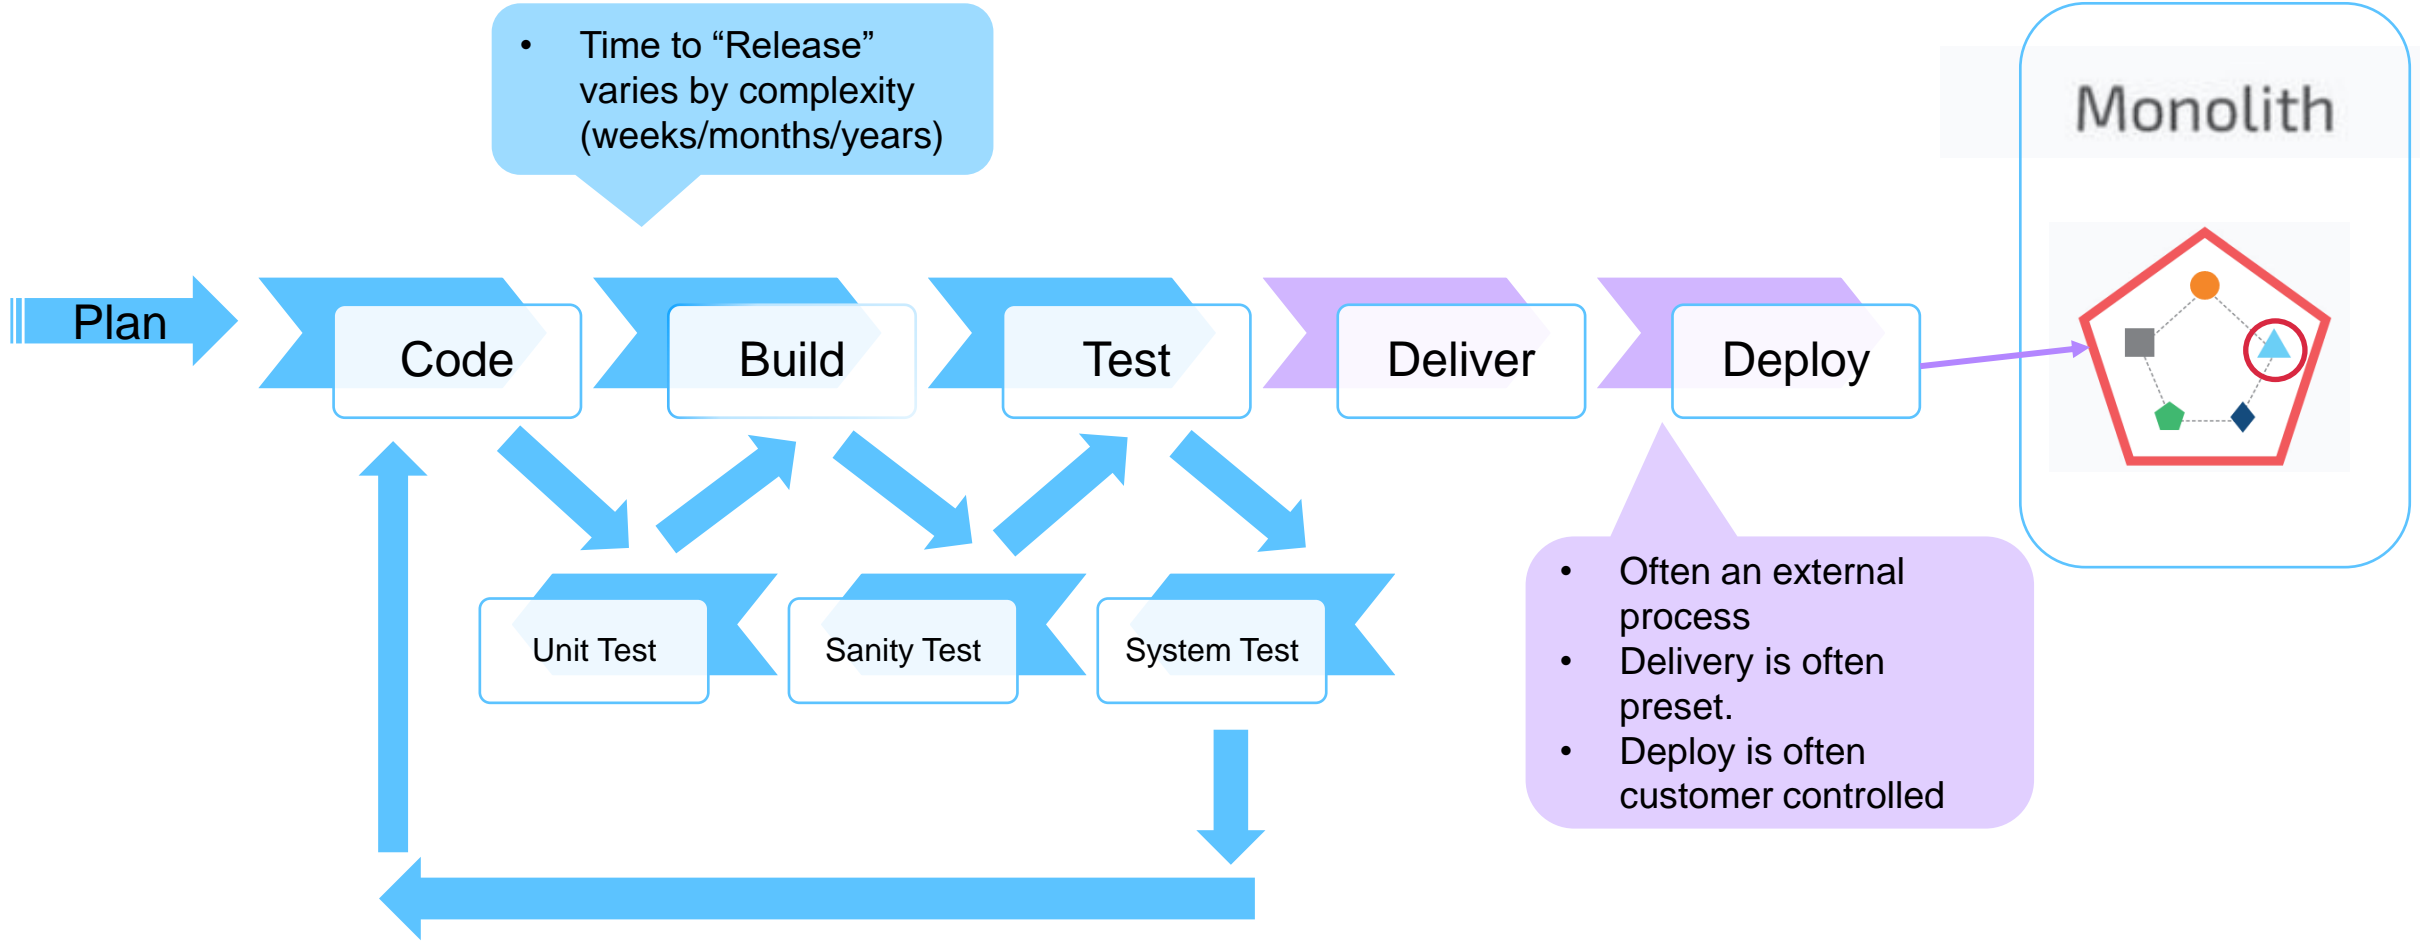 • Time to “Release”
varies by complexity
(weeks/months/years)
Monolith
Plan
Code
Build
Test
Deliver
Deploy
Unit Test
Sanity Test
System Test
• Often an external
process
• Delivery is often
preset.
• Deploy is often
customer controlled